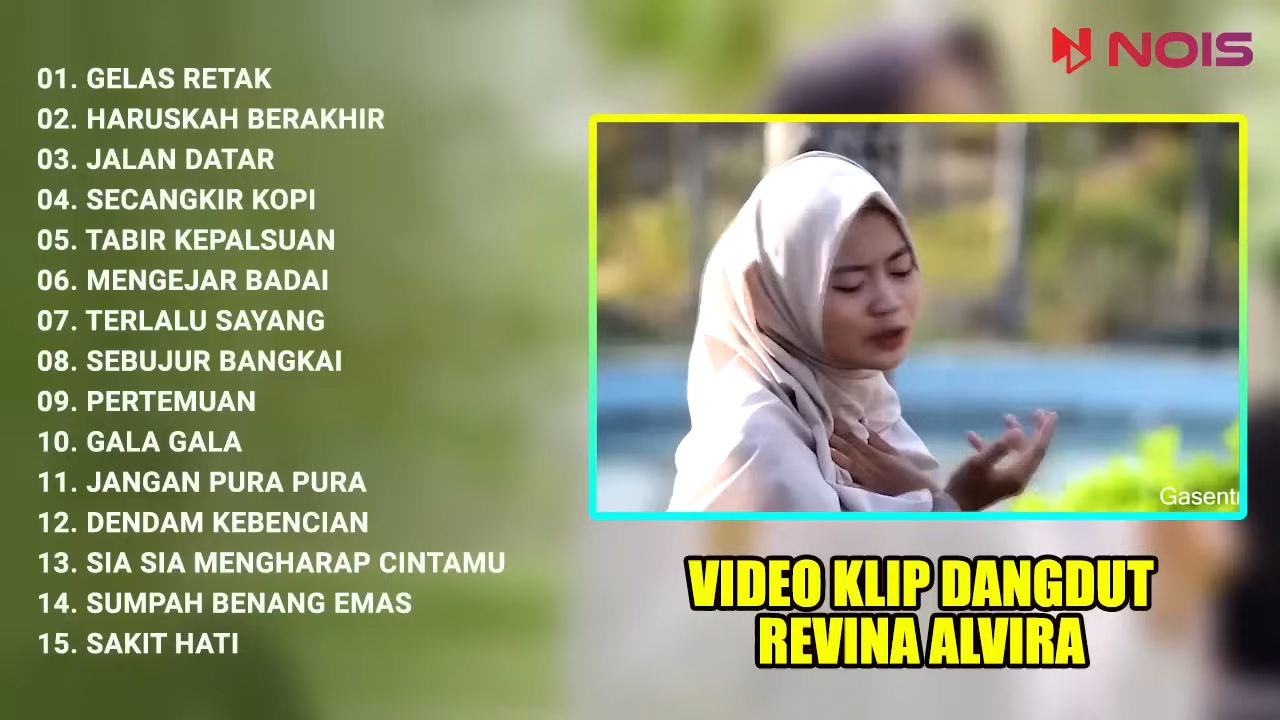 NOIS
01. GELAS RETAK
02. HARUSKAH BERAKHIR
03. JALAN DATAR
04. SECANGKIR KOPI
05. TABIR KEPALSUAN
06. MENGEJAR BADAI
07. TERLALU SAYANG
08. SEBUJUR BANGKAI
09. PERTEMUAN
10. GALA GALA
11. JANGAN PURA PURA
12. DENDAM KEBENCIAN
13. SIA SIA MENGHARAP CINTAMU
14. SUMPAH BENANG EMAS
15. SAKIT HATI
Gasentr
VIDEO KLIP DANGDUT
REVINA ALVIRA